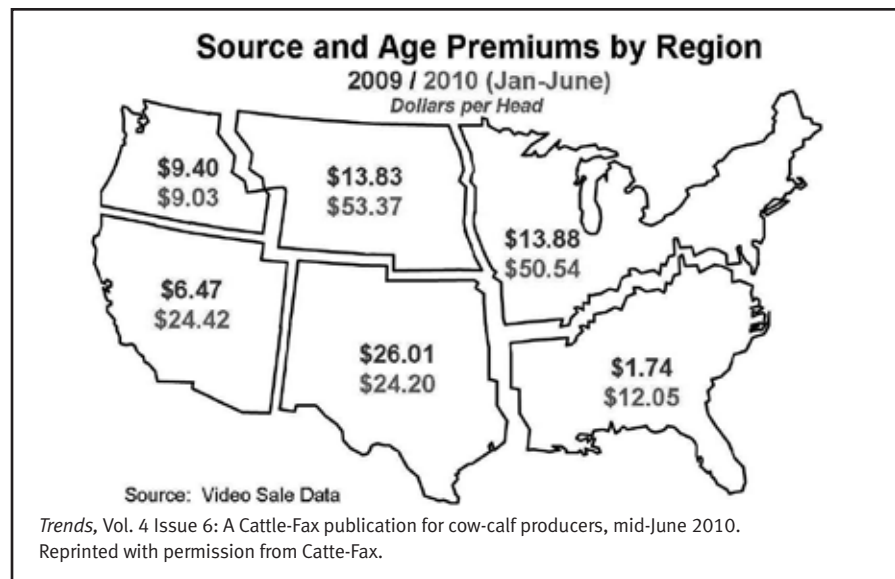 Source and Age Premiums by Region
2009 / 2010 (Jan-June)
Dollars per Head
$9.40
$9.03
$13.83
$53.37
$13.88
$50.54
$6.47
$24.42
$26.01
$24.20
$1.74
$12.05
Source: Video Sale Data
Trends, Vol. 4 Issue 6: A Cattle-Fax publication for cow-calf producers, mid-June 2010.
Reprinted with permission from Catte-Fax.